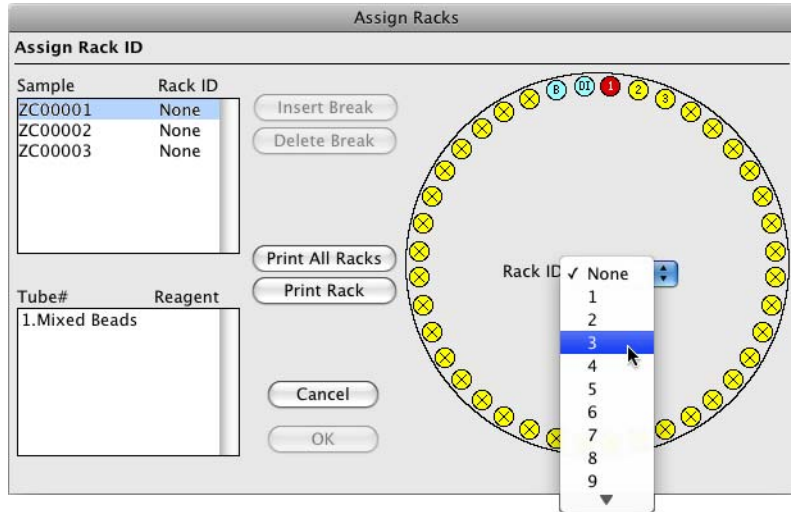 Assign Racks
Assign Rack ID
Sample Rack ID
ZC00001 None
ZC00002 None
ZC00003 None
Insert Break
Delete Break
B DI 1 2 3
Print All Racks
Print Rack
Rack ID
✓ None
1
2
3
4
5
6
7
8
9
Tube# Reagent
1.Mixed Beads
Cancel
OK